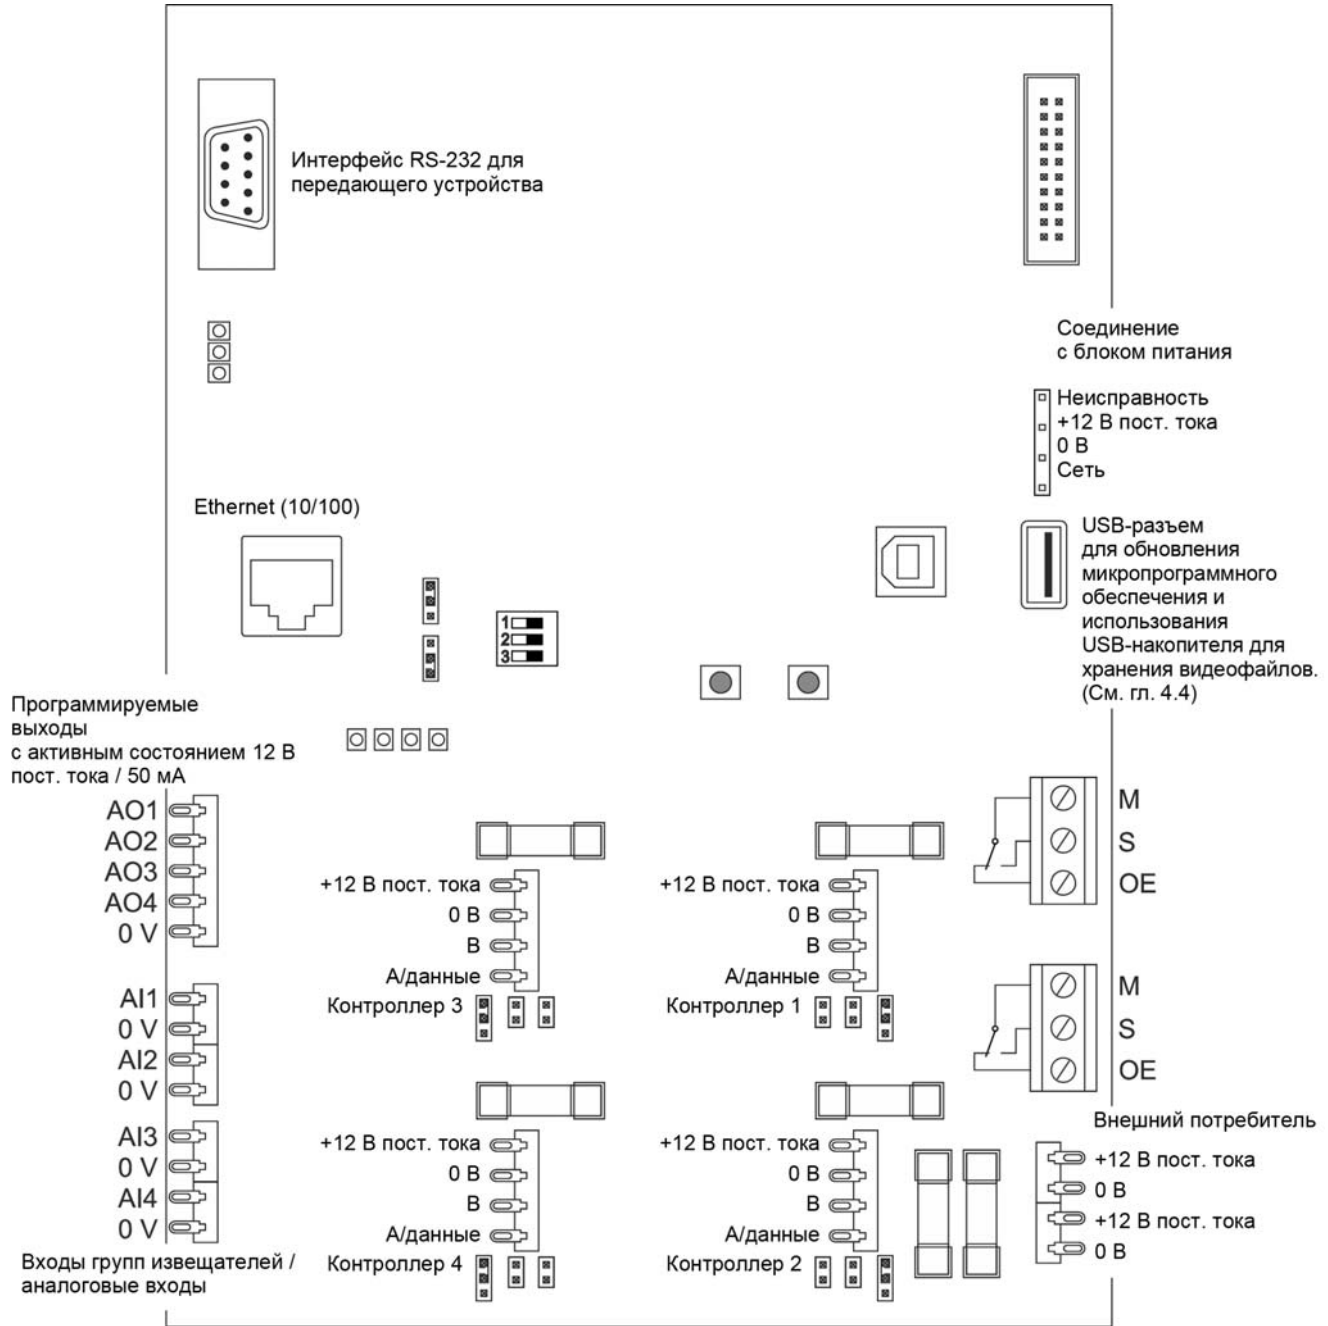 Интерфейс RS-232 для
передающего устройства
Соединение
с блоком питания
Неисправность
+12 В пост. тока
0 В
Сеть
Ethernet (10/100)
USB-разъем
для обновления
микропрограммного
обеспечения и
использования
USB-накопителя для
хранения видеофайлов.
(См. гл. 4.4)
1
2
3
Программируемые
выходы
с активным состоянием 12 В
пост. тока / 50 мА
AO1
AO2
AO3
AO4
0 V
AI1
0 V
AI2
0 V
AI3
0 V
AI4
0 V
Входы групп извещателей /
аналоговые входы
+12 В пост. тока
0 В
B
А/данные
Контроллер 3
+12 В пост. тока
0 В
B
А/данные
Контроллер 1
M
S
OE
M
S
OE
+12 В пост. тока
0 В
B
А/данные
Контроллер 4
+12 В пост. тока
0 В
B
А/данные
Контроллер 2
Внешний потребитель
+12 В пост. тока
0 В
+12 В пост. тока
0 В